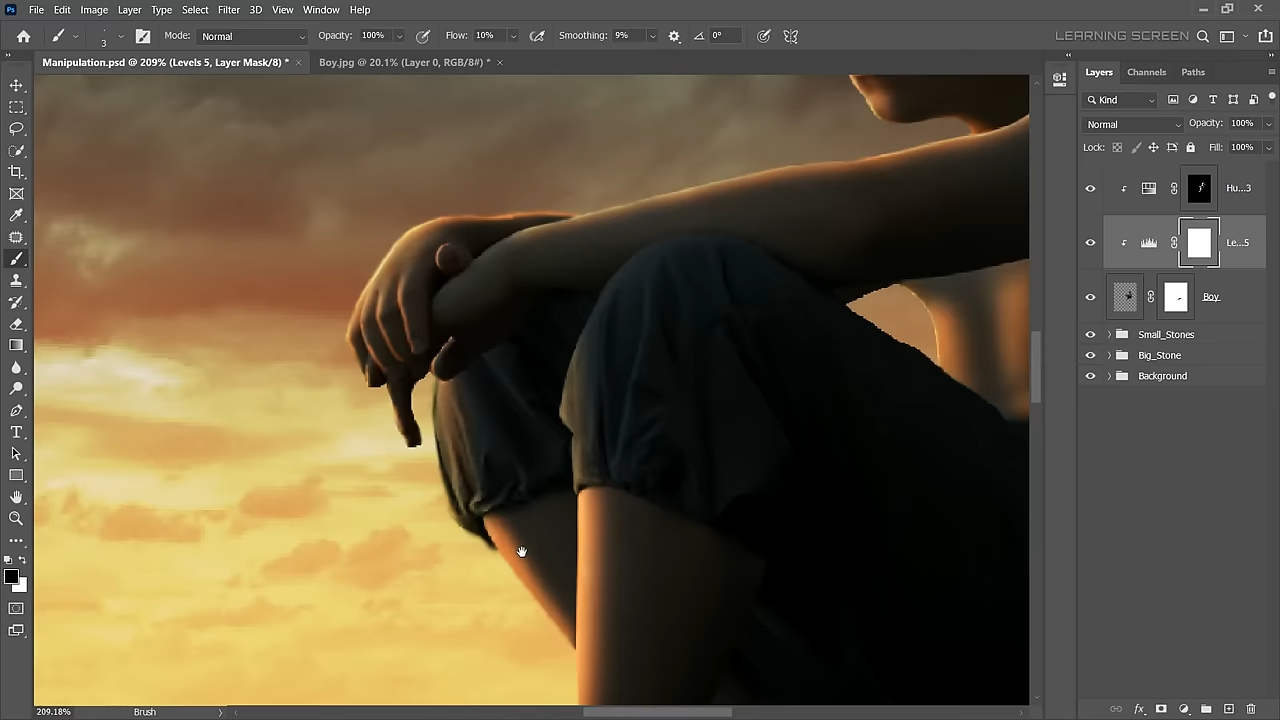 Ps File Edit Image Layer Type Select Filter 3D View Window Help
3 Mode: Normal Opacity: 100% Flow: 10% Smoothing: 9% 0° LEARNING SCREEN
Manipulation.psd @ 209% (Levels 5, Layer Mask/8) * × Boy.jpg @ 20.1% (Layer 0, RGB/8#) * ×
Layers Channels Paths
Kind
Normal Opacity: 100%
Lock: Fill: 100%
Hu...3
Le...5
Boy
Small_Stones
Big_Stone
Background
209.18% Brush